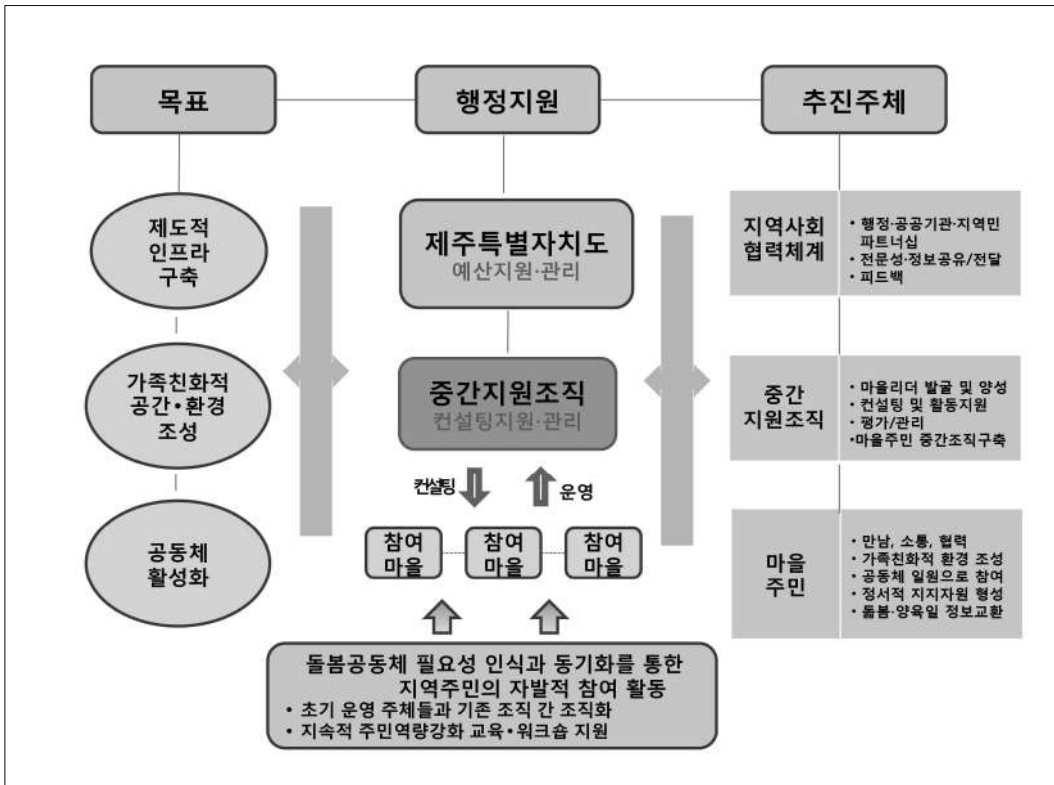 목표
행정지원
추진주체
제도적
인프라
구축
가족친화적
공간•환경
조성
공동체
활성화
제주특별자치도
예산지원·관리
중간지원조직
컨설팅지원·관리
컨설팅
운영
참여
마을
참여
마을
참여
마을
돌봄공동체 필요성 인식과 동기화를 통한
지역주민의 자발적 참여 활동
• 초기 운영 주체들과 기존 조직 간 조직화
• 지속적 주민역량강화 교육•워크숍 지원
지역사회
협력체계
• 행정·공공기관·지역민
파트너십
• 전문성·정보공유/전달
• 피드백
중간
지원조직
• 마을리더 발굴 및 양성
• 컨설팅 및 활동지원
• 평가/관리
•마을주민 중간조직구축
마을
주민
• 만남, 소통, 협력
• 가족친화적 환경 조성
• 공동체 일원으로 참여
• 정서적 지지자원 형성
• 돎봄·양육일 정보교환